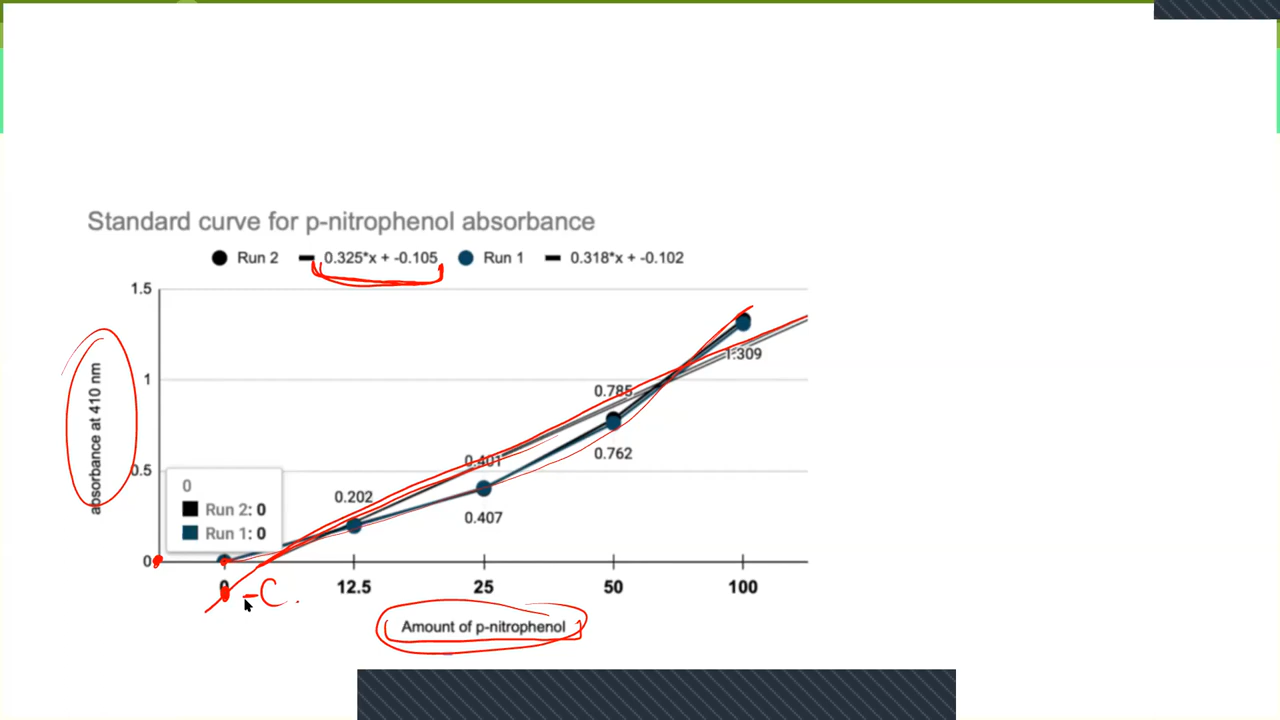 Standard curve for p-nitrophenol absorbance
Run 2 0.325*x + -0.105 Run 1 0.318*x + -0.102
1.5
1
0.5
0
absorbance at 410 nm
0
Run 2: 0
Run 1: 0
0.202
0.401
0.407
0.785
0.762
1.309
0 12.5 25 50 100
-C.
Amount of p-nitrophenol